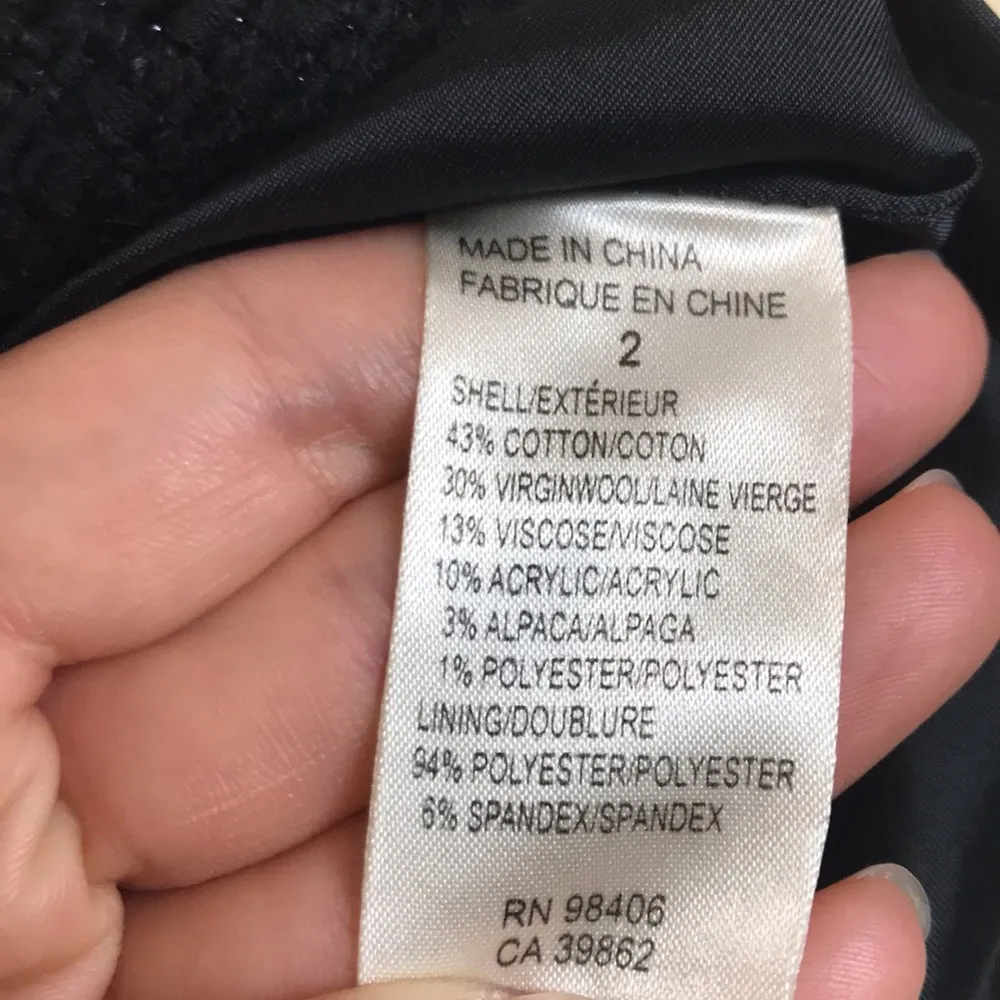 MADE IN CHINA
FABRIQUE EN CHINE
2
SHELL/EXTÉRIEUR
43% COTTON/COTON
30% VIRGINWOOL/LAINE VIERGE
13% VISCOSE/VISCOSE
10% ACRYLIC/ACRYLIC
3% ALPACA/ALPAGA
1% POLYESTER/POLYESTER
LINING/DOUBLURE
94% POLYESTER/POLYESTER
6% SPANDEX/SPANDEX
RN 98406
CA 39862